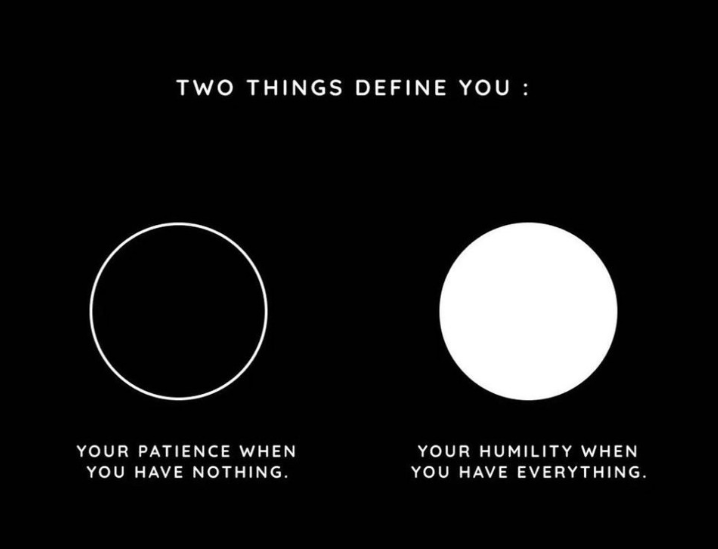 TWO THINGS DEFINE YOU :
YOUR PATIENCE WHEN
YOU HAVE NOTHING.
YOUR HUMILITY WHEN
YOU HAVE EVERYTHING.